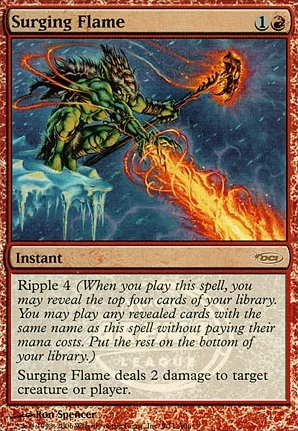 Surging Flame 1
DCI
Instant
Ripple 4 (When you play this spell, you
may reveal the top four cards of your library.
You may play any revealed cards with the
same name as this spell without paying their
mana costs. Put the rest on the bottom
of your library.)
Surging Flame deals 2 damage to target
creature or player.
LEAGUE
Ron Spencer